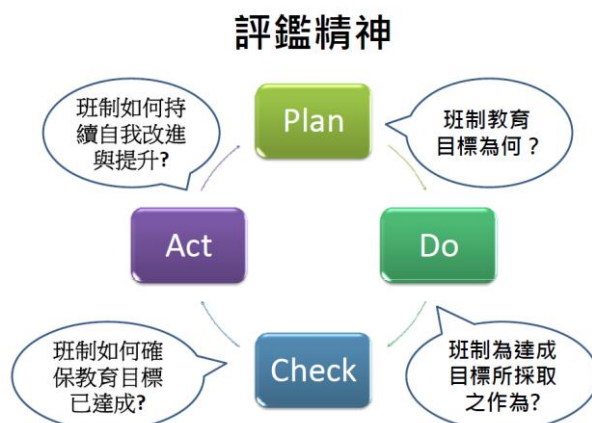 評鑑精神
班制如何持
續自我改進
與提升?
Plan
班制教育
目標為何？
Act
Do
班制如何確
保教育目標
已達成?
Check
班制為達成
目標所採取
之作為?